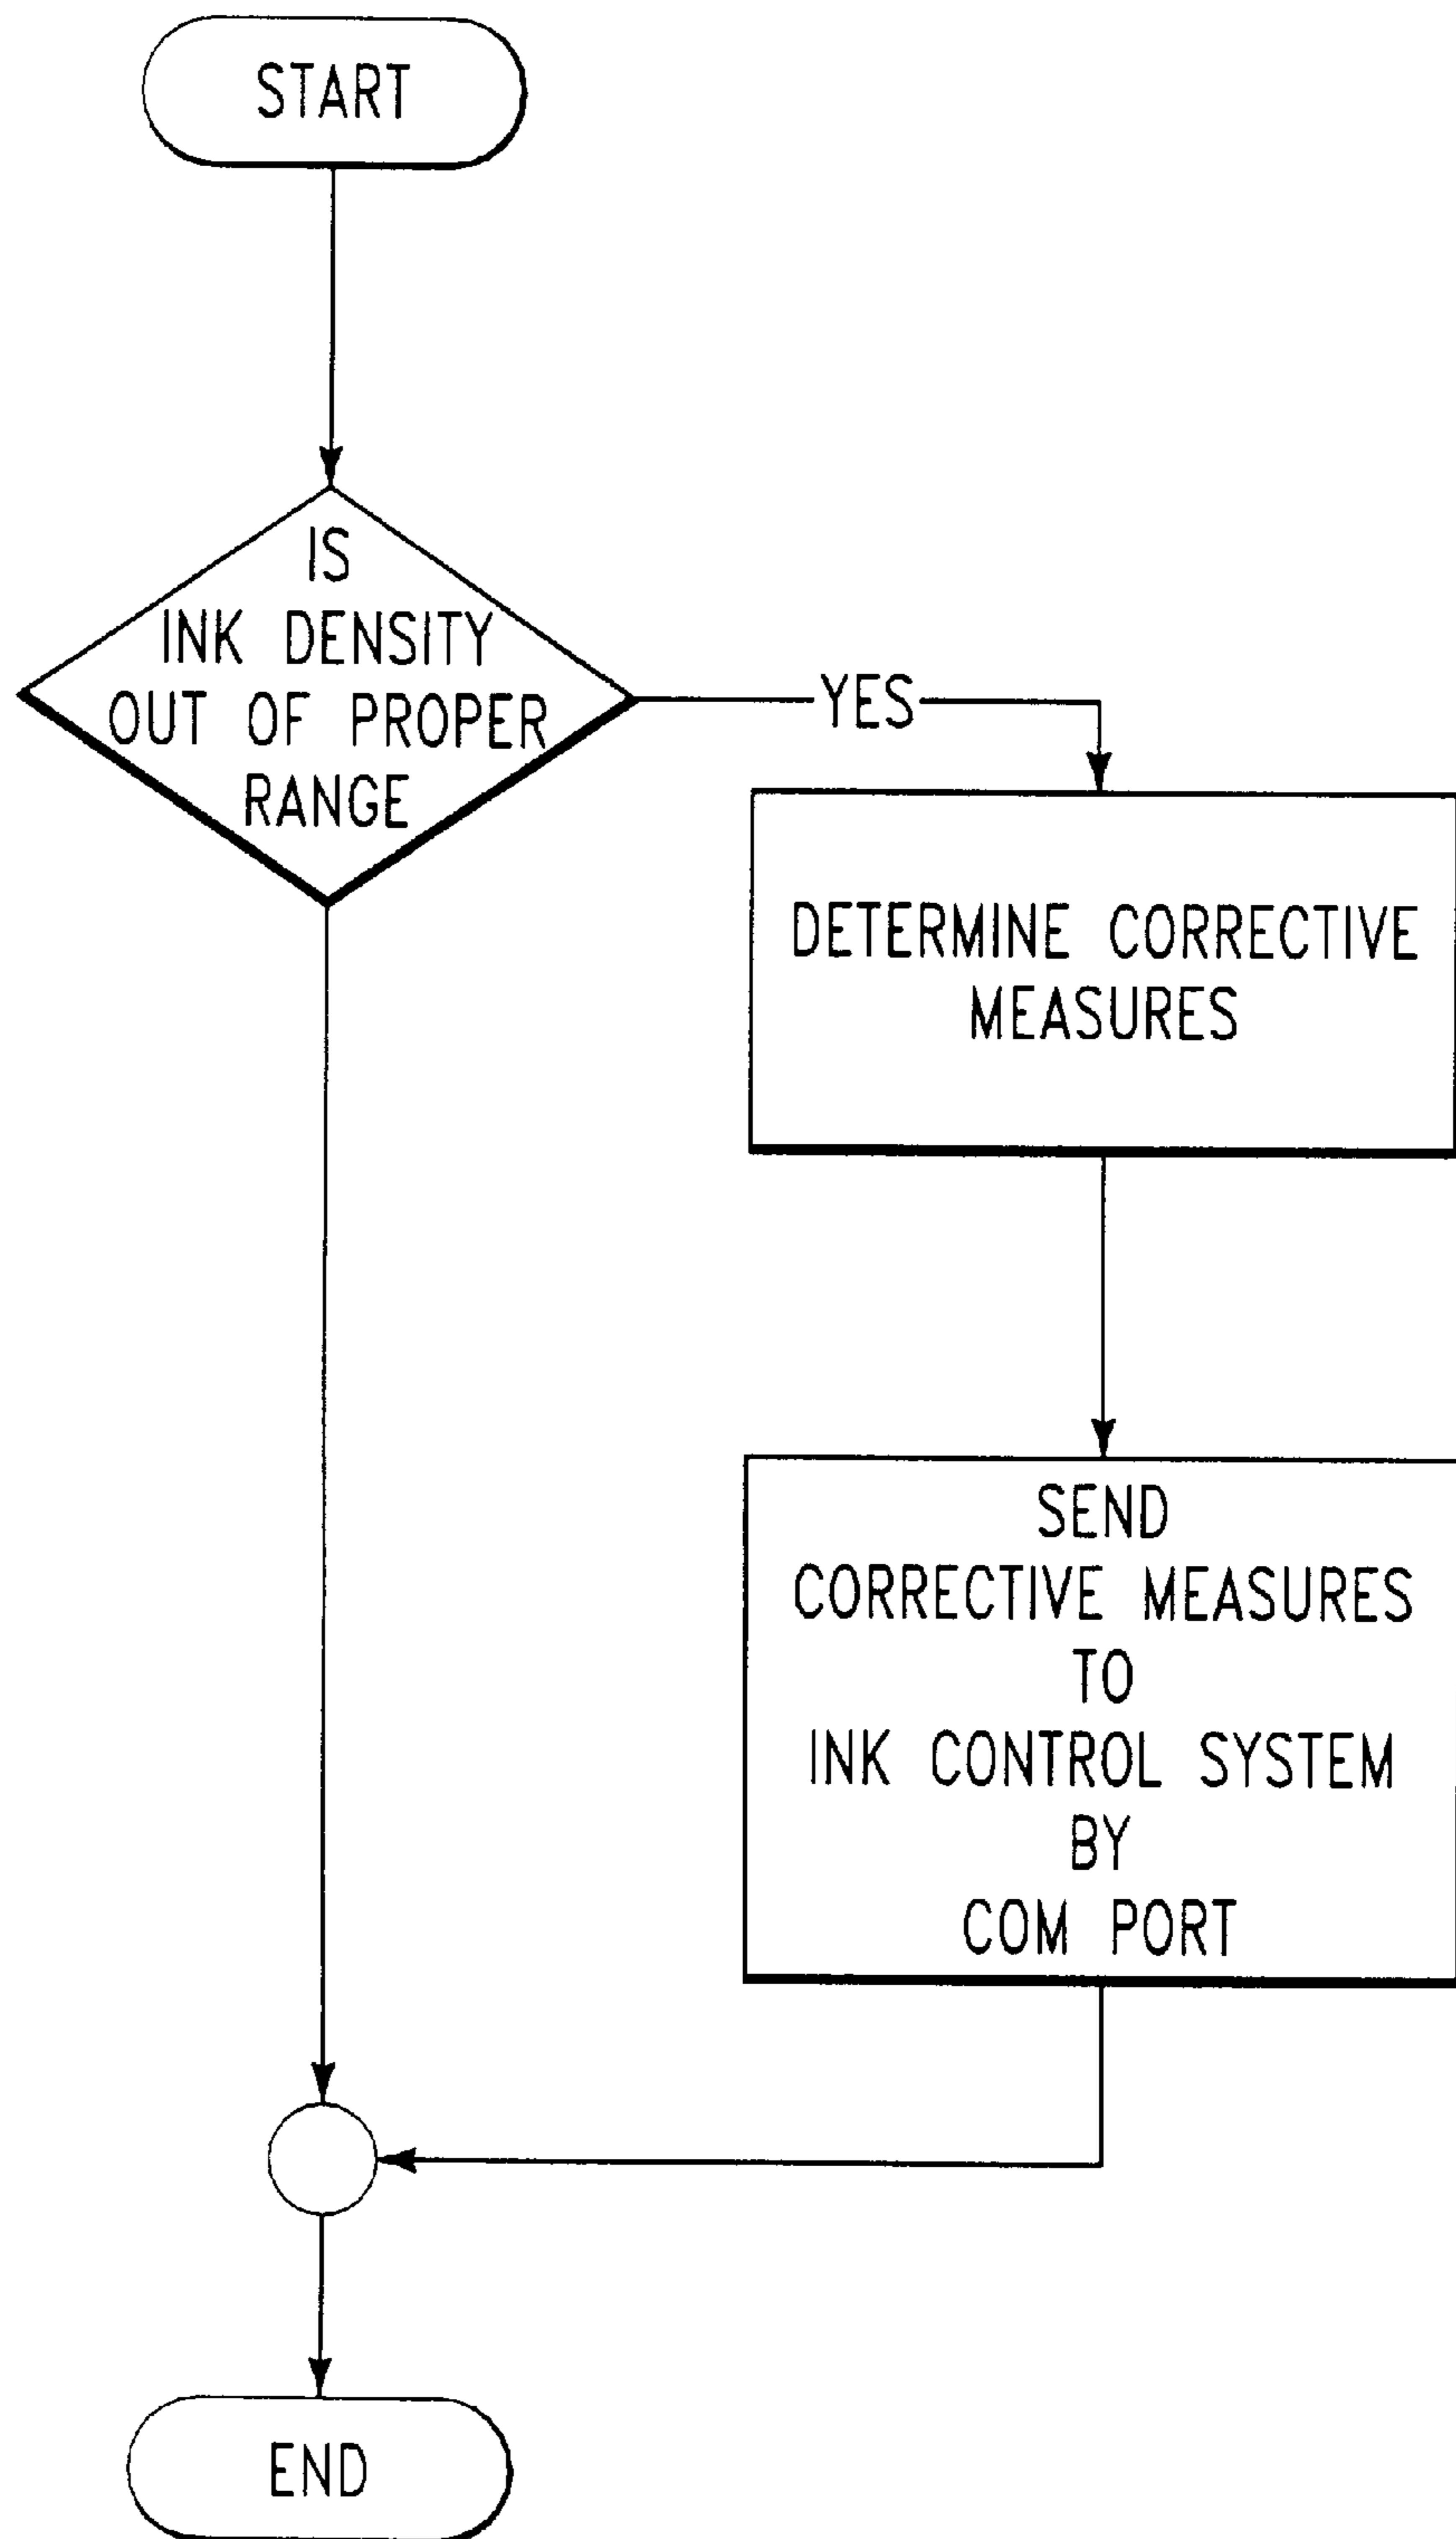 START
IS
INK DENSITY
OUT OF PROPER
RANGE
YES
DETERMINE CORRECTIVE
MEASURES
SEND
CORRECTIVE MEASURES
TO
INK CONTROL SYSTEM
BY
COM PORT
END